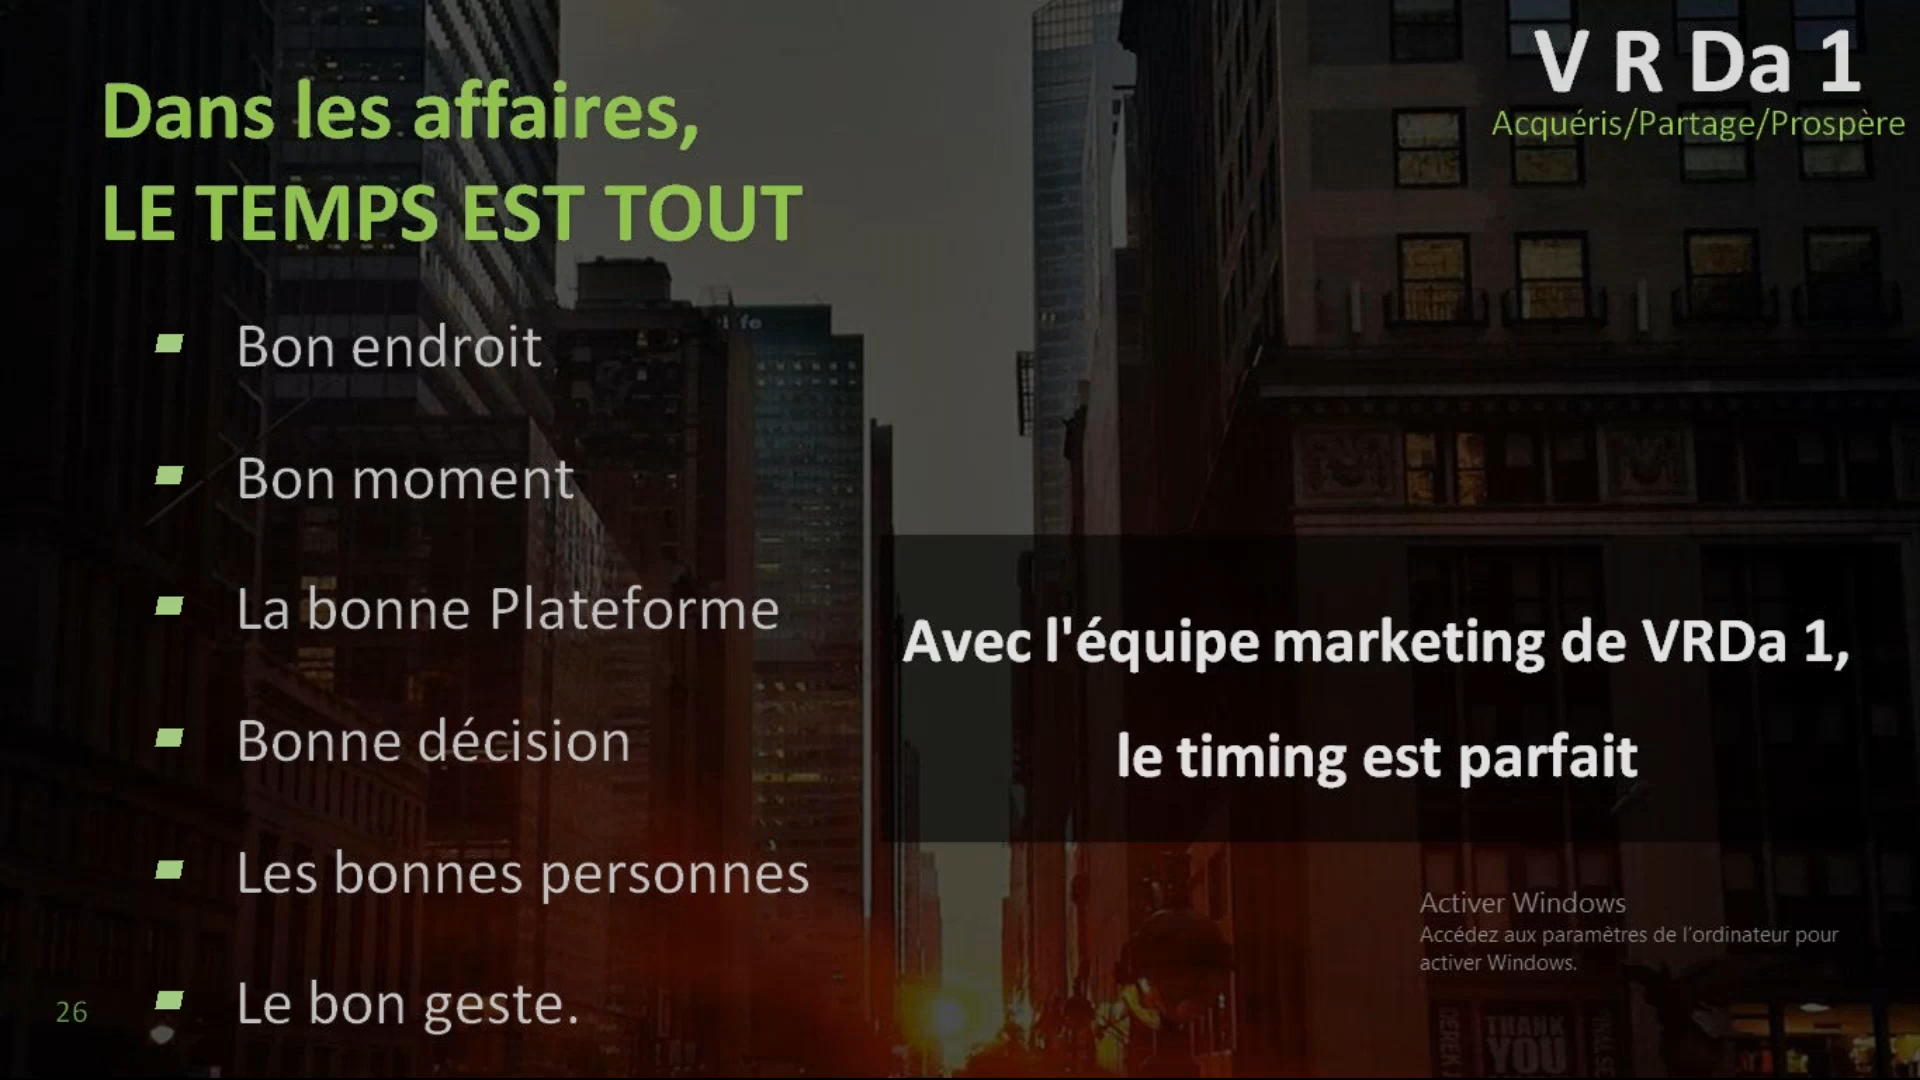 V R Da 1
Acquéris/Partage/Prospère
Dans les affaires,
LE TEMPS EST TOUT
Bon endroit
Bon moment
La bonne Plateforme
Bonne décision
Les bonnes personnes
Le bon geste.
Avec l'équipe marketing de VRDa 1,
le timing est parfait
Activer Windows
Accédez aux paramètres de l'ordinateur pour
activer Windows.
26
THANK
YOU